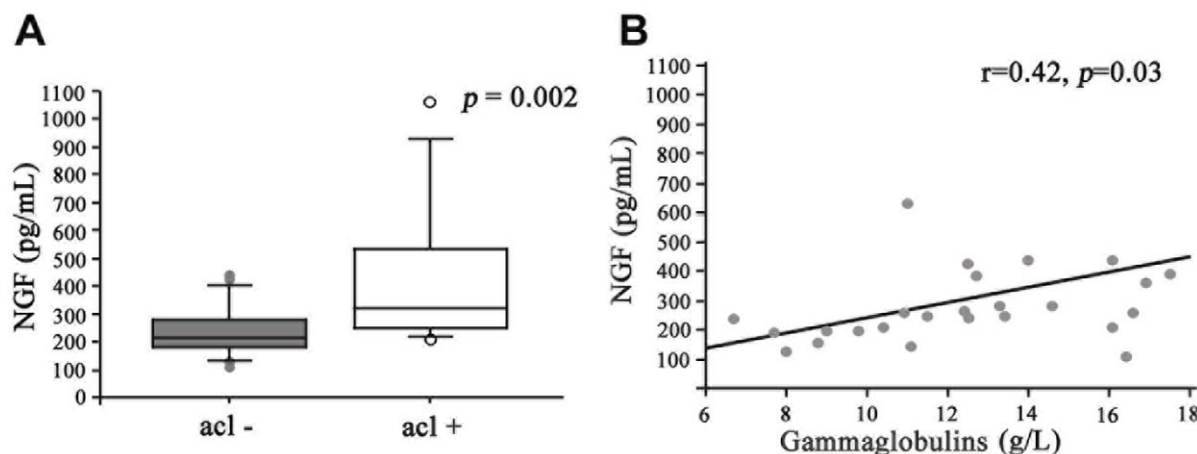 A
NGF (pg/mL)
1100
1000
900
800
700
600
500
400
300
200
100
0
p = 0.002
acl -
acl +
B
NGF (pg/mL)
1100
1000
900
800
700
600
500
400
300
200
100
r=0.42, p=0.03
6 8 10 12 14 16 18
Gammaglobulins (g/L)